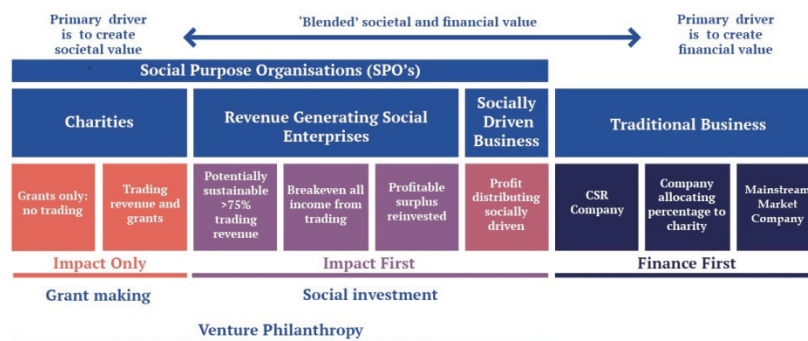 Primary driver
is to create
societal value
'Blended' societal and financial value
Primary driver
is to create
financial value
Social Purpose Organisations (SPO's)
Charities
Revenue Generating Social
Enterprises
Socially
Driven
Business
Traditional Business
Grants only:
no trading
Trading
revenue and
grants
Potentially
sustainable
>75%
trading
revenue
Breakeven all
income from
trading
Profitable
surplus
reinvested
Profit
distributing
socially
driven
CSR
Company
Company
allocating
percentage to
charity
Mainstream
Market
Company
Impact Only
Impact First
Finance First
Grant making
Social investment
Venture Philanthropy